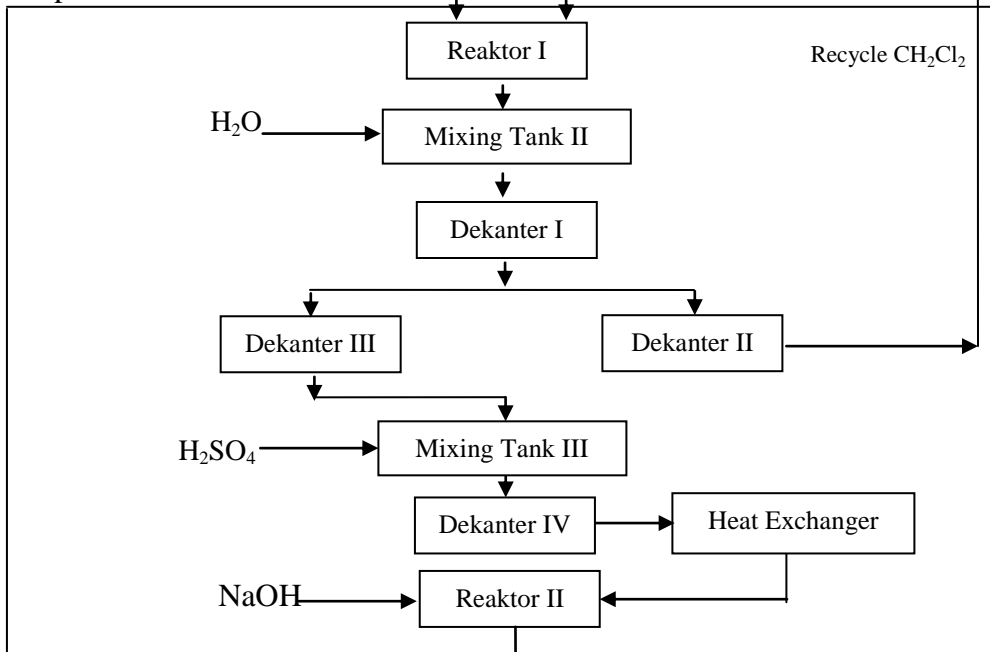 Reaktor I
Recycle CH₂Cl₂
H₂O
Mixing Tank II
Dekanter I
Dekanter III
Dekanter II
H₂SO₄
Mixing Tank III
Dekanter IV
Heat Exchanger
NaOH
Reaktor II